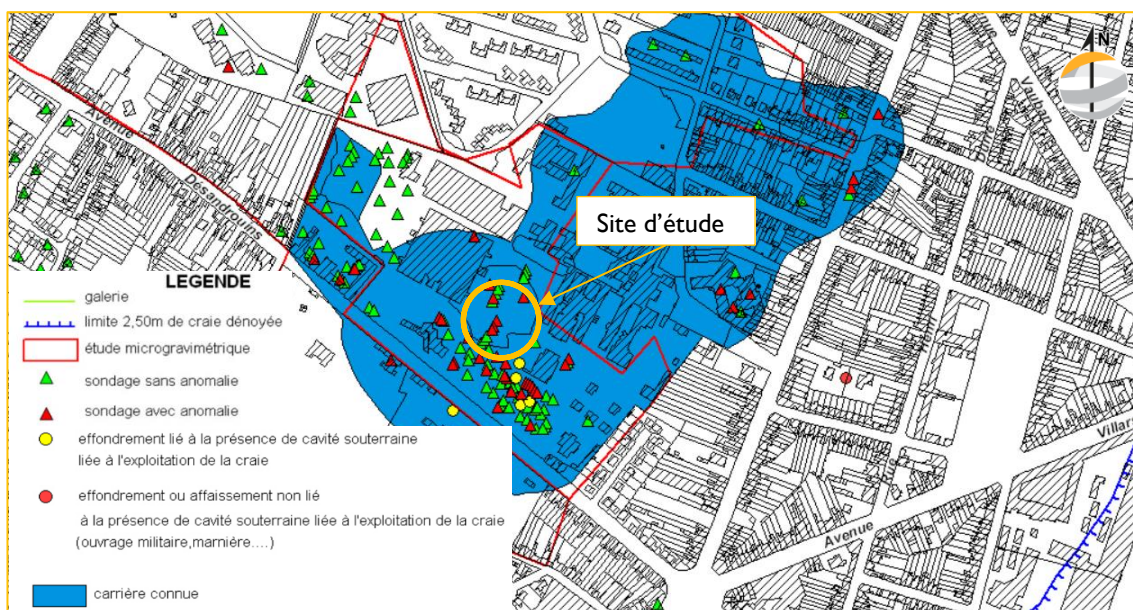 N
Vauban
Avenue
Desandrouins
Site d'étude
LEGENDE
galerie
limite 2,50m de craie dénoyée
étude microgravimétrique
sondage sans anomalie
sondage avec anomalie
effondrement lié à la présence de cavité souterraine
liée à l'exploitation de la craie
effondrement ou affaissement non lié
à la présence de cavité souterraine liée à l'exploitation de la craie
(ouvrage militaire,marnière....)
carrière connue
Avenue
Villar